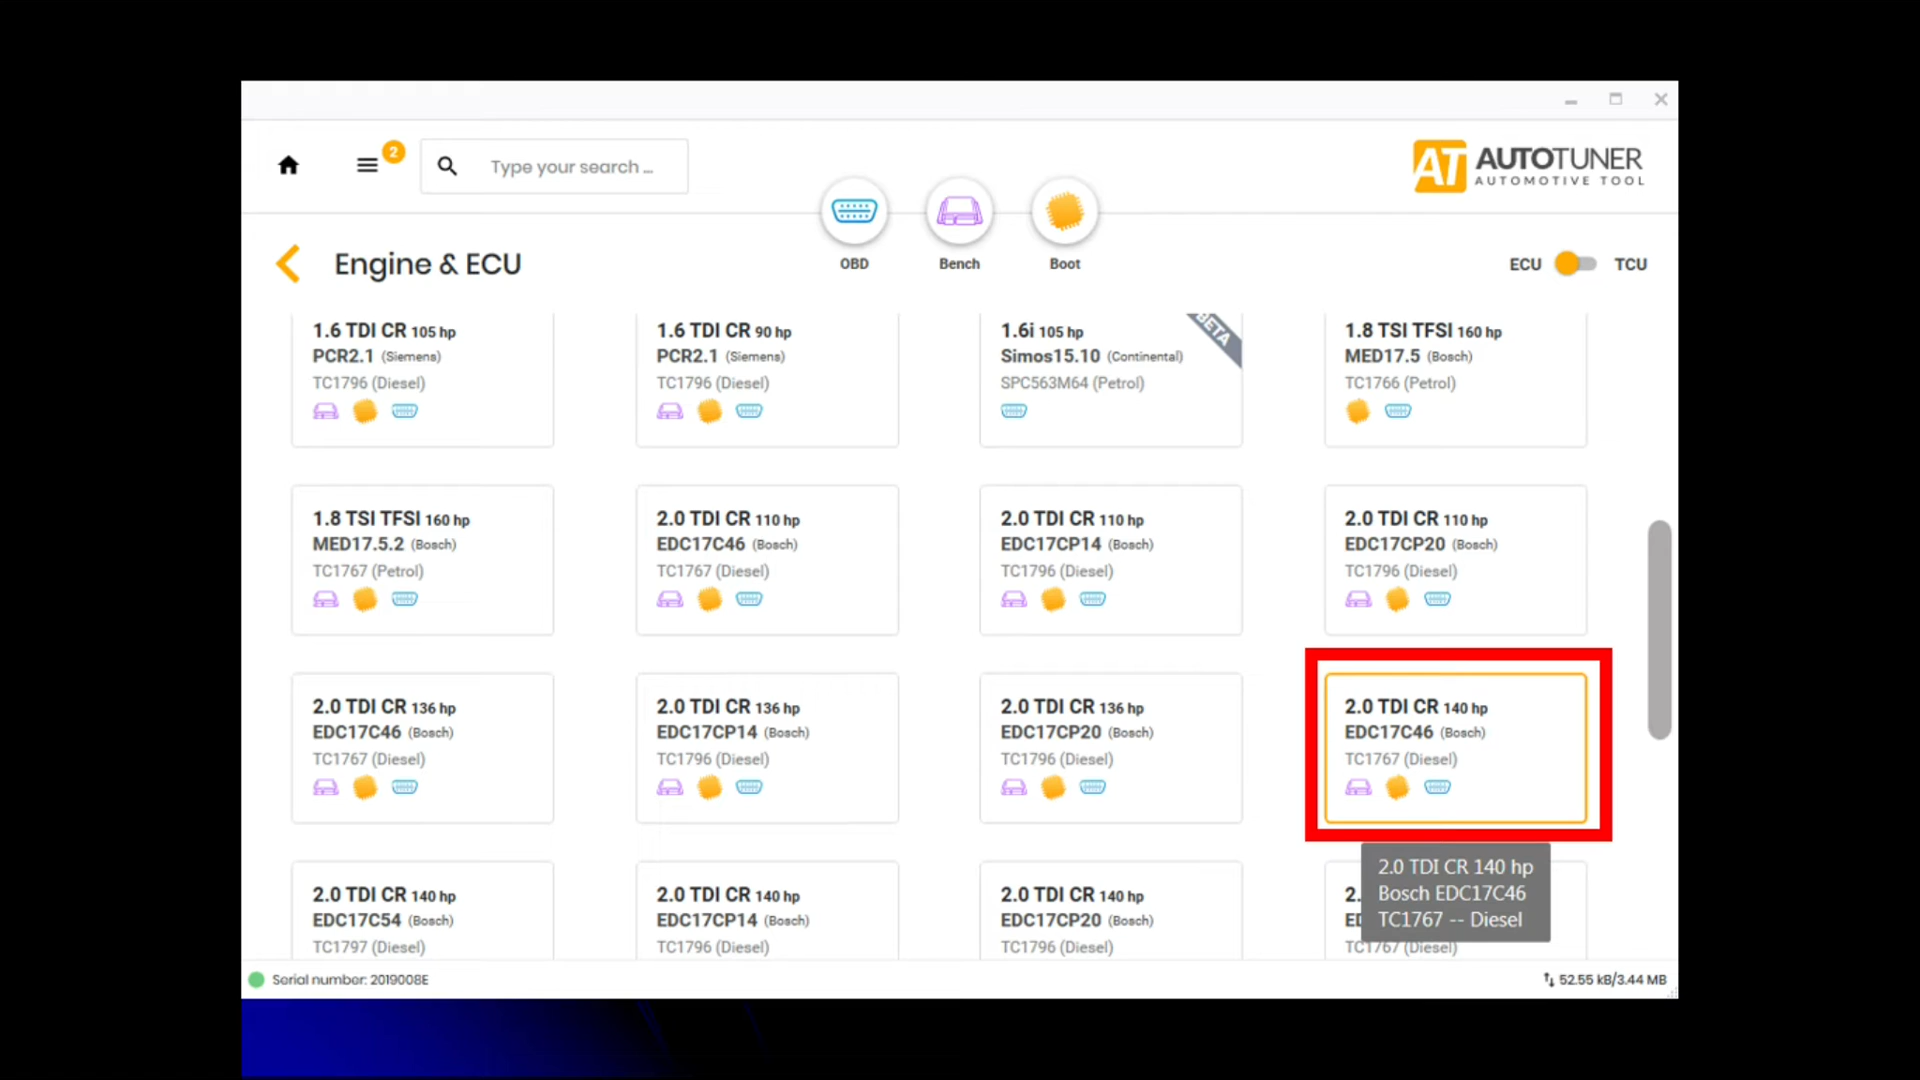 2
Type your search ...
AT AUTOTUNER
AUTOMOTIVE TOOL
OBD
Bench
Boot
Engine & ECU
ECU
TCU
1.6 TDI CR 105 hp
PCR2.1 (Siemens)
TC1796 (Diesel)
1.6 TDI CR 90 hp
PCR2.1 (Siemens)
TC1796 (Diesel)
1.6i 105 hp
Simos15.10 (Continental)
SPC563M64 (Petrol)
BETA
1.8 TSI TFSI 160 hp
MED17.5 (Bosch)
TC1766 (Petrol)
1.8 TSI TFSI 160 hp
MED17.5.2 (Bosch)
TC1767 (Petrol)
2.0 TDI CR 110 hp
EDC17C46 (Bosch)
TC1767 (Diesel)
2.0 TDI CR 110 hp
EDC17CP14 (Bosch)
TC1796 (Diesel)
2.0 TDI CR 110 hp
EDC17CP20 (Bosch)
TC1796 (Diesel)
2.0 TDI CR 136 hp
EDC17C46 (Bosch)
TC1767 (Diesel)
2.0 TDI CR 136 hp
EDC17CP14 (Bosch)
TC1796 (Diesel)
2.0 TDI CR 136 hp
EDC17CP20 (Bosch)
TC1796 (Diesel)
2.0 TDI CR 140 hp
EDC17C46 (Bosch)
TC1767 (Diesel)
2.0 TDI CR 140 hp
EDC17C54 (Bosch)
TC1797 (Diesel)
2.0 TDI CR 140 hp
EDC17CP14 (Bosch)
TC1796 (Diesel)
2.0 TDI CR 140 hp
EDC17CP20 (Bosch)
TC1796 (Diesel)
2.0 TDI CR 140 hp
Bosch EDC17C46
TC1767 -- Diesel
TC1767 (Diesel)
Serial number: 2019008E
52.55 kB/3.44 MB